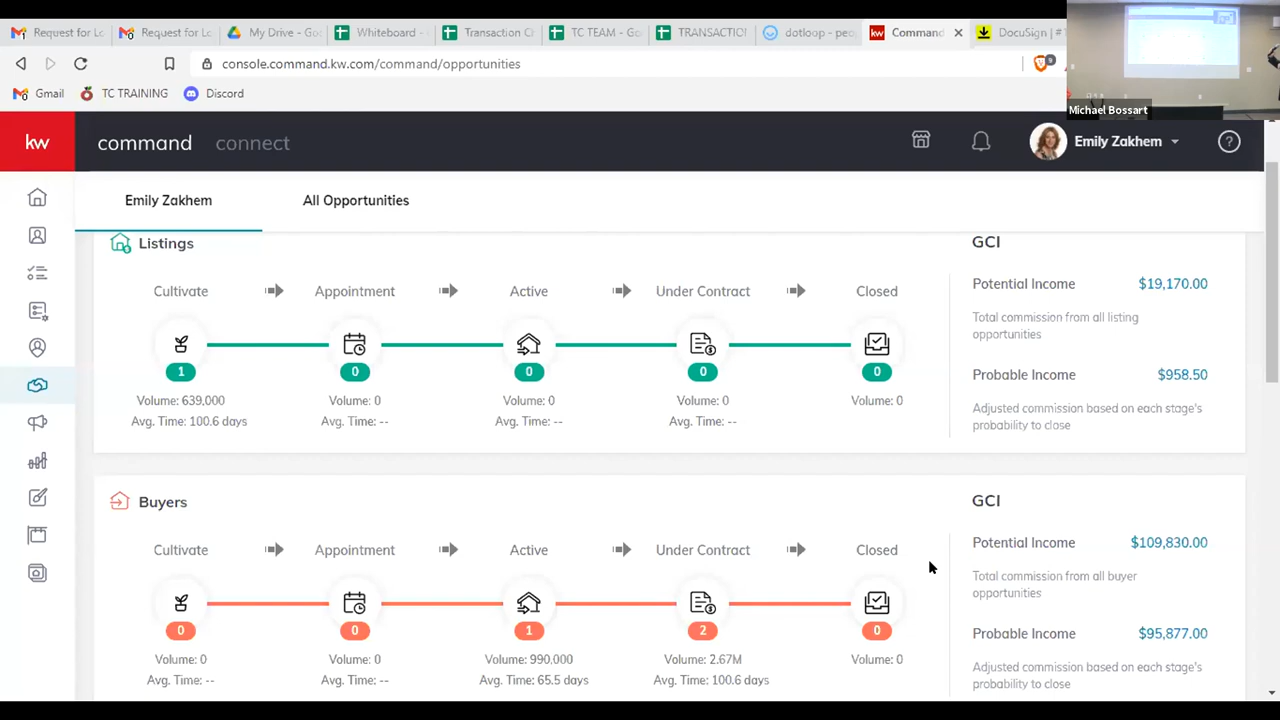 Request for Lo
Request for Lo
My Drive - Goo
Whiteboard -
Transaction C
TC TEAM - Go
TRANSACTIO
dotloop - peo
Command
DocuSign | #
console.command.kw.com/command/opportunities
9
Gmail
TC TRAINING
Discord
Michael Bossart
kw
command
connect
Emily Zakhem
?
Emily Zakhem
All Opportunities
Listings
GCI
Cultivate
Appointment
Active
Under Contract
Closed
Potential Income
$19,170.00
Total commission from all listing
opportunities
1
0
0
0
0
Probable Income
$958.50
Volume: 639,000
Volume: 0
Volume: 0
Volume: 0
Volume: 0
Avg. Time: 100.6 days
Avg. Time: --
Avg. Time: --
Avg. Time: --
Adjusted commission based on each stage's
probability to close
Buyers
GCI
Cultivate
Appointment
Active
Under Contract
Closed
Potential Income
$109,830.00
Total commission from all buyer
opportunities
0
0
1
2
0
Probable Income
$95,877.00
Volume: 0
Volume: 0
Volume: 990,000
Volume: 2.67M
Volume: 0
Avg. Time: --
Avg. Time: --
Avg. Time: 65.5 days
Avg. Time: 100.6 days
Adjusted commission based on each stage's
probability to close